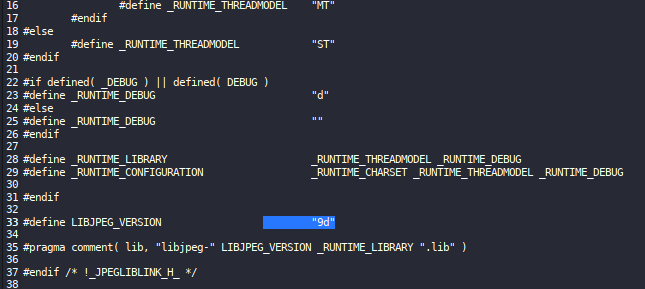 16 #define _RUNTIME_THREADMODEL "MT"
17 #endif
18 #else
19 #define _RUNTIME_THREADMODEL "ST"
20 #endif
21
22 #if defined( _DEBUG ) || defined( DEBUG )
23 #define _RUNTIME_DEBUG "d"
24 #else
25 #define _RUNTIME_DEBUG ""
26 #endif
27
28 #define _RUNTIME_LIBRARY _RUNTIME_THREADMODEL _RUNTIME_DEBUG
29 #define _RUNTIME_CONFIGURATION _RUNTIME_CHARSET _RUNTIME_THREADMODEL _RUNTIME_DEBUG
30
31 #endif
32
33 #define LIBJPEG_VERSION "9d"
34
35 #pragma comment( lib, "libjpeg-" LIBJPEG_VERSION _RUNTIME_LIBRARY ".lib" )
36
37 #endif /* !_JPEGLIBLINK_H_ */
38